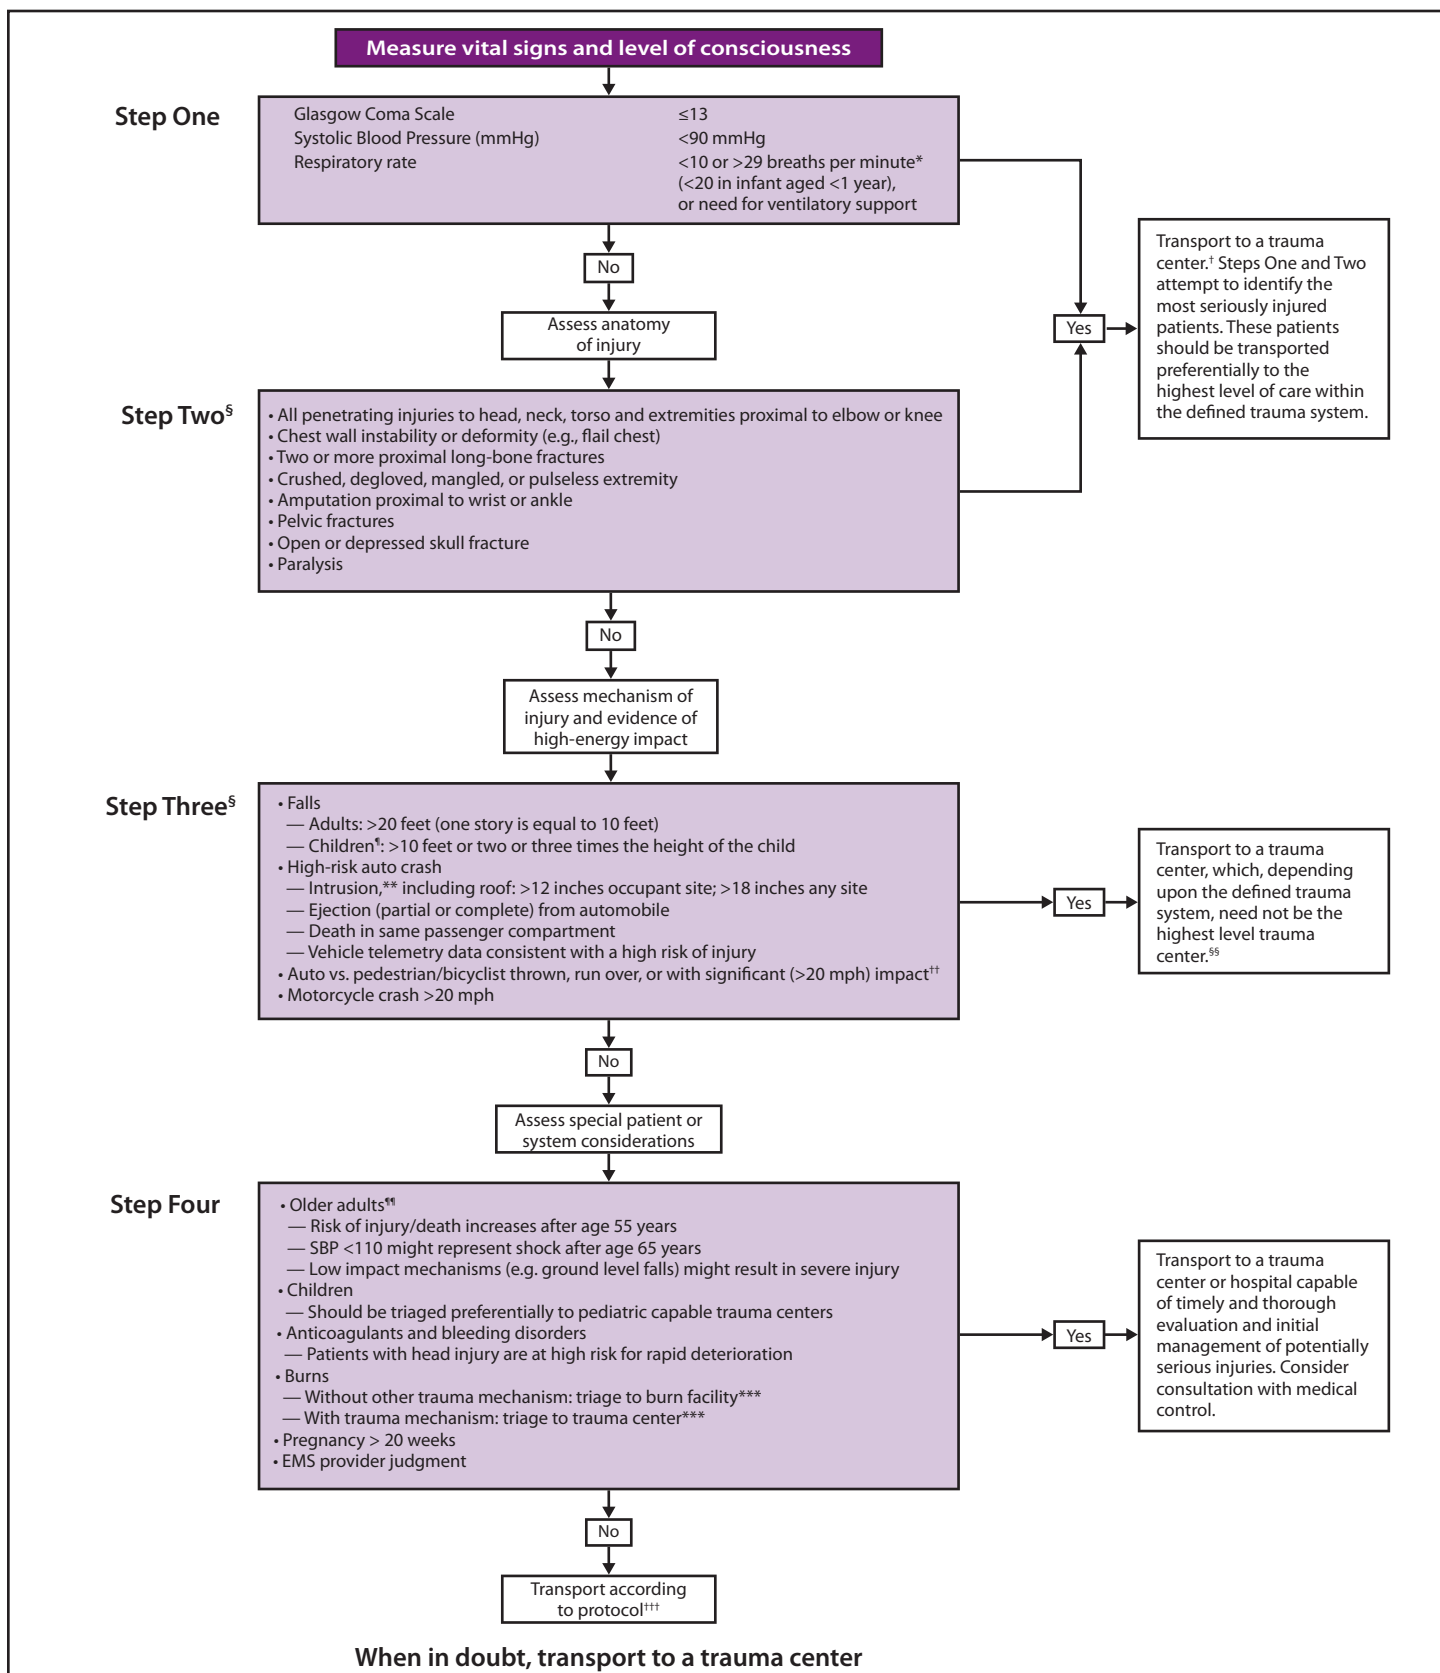 Measure vital signs and level of consciousness
Step One
Glasgow Coma Scale ≤13
Systolic Blood Pressure (mmHg) <90 mmHg
Respiratory rate <10 or >29 breaths per minute*
(<20 in infant aged <1 year),
or need for ventilatory support
No
Assess anatomy
of injury
Yes
Transport to a trauma
center.† Steps One and Two
attempt to identify the
most seriously injured
patients. These patients
should be transported
preferentially to the
highest level of care within
the defined trauma system.
Step Two§
• All penetrating injuries to head, neck, torso and extremities proximal to elbow or knee
• Chest wall instability or deformity (e.g., flail chest)
• Two or more proximal long-bone fractures
• Crushed, degloved, mangled, or pulseless extremity
• Amputation proximal to wrist or ankle
• Pelvic fractures
• Open or depressed skull fracture
• Paralysis
No
Assess mechanism of
injury and evidence of
high-energy impact
Step Three§
• Falls
— Adults: >20 feet (one story is equal to 10 feet)
— Children¶: >10 feet or two or three times the height of the child
• High-risk auto crash
— Intrusion,** including roof: >12 inches occupant site; >18 inches any site
— Ejection (partial or complete) from automobile
— Death in same passenger compartment
— Vehicle telemetry data consistent with a high risk of injury
• Auto vs. pedestrian/bicyclist thrown, run over, or with significant (>20 mph) impact††
• Motorcycle crash >20 mph
Yes
Transport to a trauma
center, which, depending
upon the defined trauma
system, need not be the
highest level trauma
center.§§
No
Assess special patient or
system considerations
Step Four
• Older adults¶¶
— Risk of injury/death increases after age 55 years
— SBP <110 might represent shock after age 65 years
— Low impact mechanisms (e.g. ground level falls) might result in severe injury
• Children
— Should be triaged preferentially to pediatric capable trauma centers
• Anticoagulants and bleeding disorders
— Patients with head injury are at high risk for rapid deterioration
• Burns
— Without other trauma mechanism: triage to burn facility***
— With trauma mechanism: triage to trauma center***
• Pregnancy > 20 weeks
• EMS provider judgment
Yes
Transport to a trauma
center or hospital capable
of timely and thorough
evaluation and initial
management of potentially
serious injuries. Consider
consultation with medical
control.
No
Transport according
to protocol†††
When in doubt, transport to a trauma center